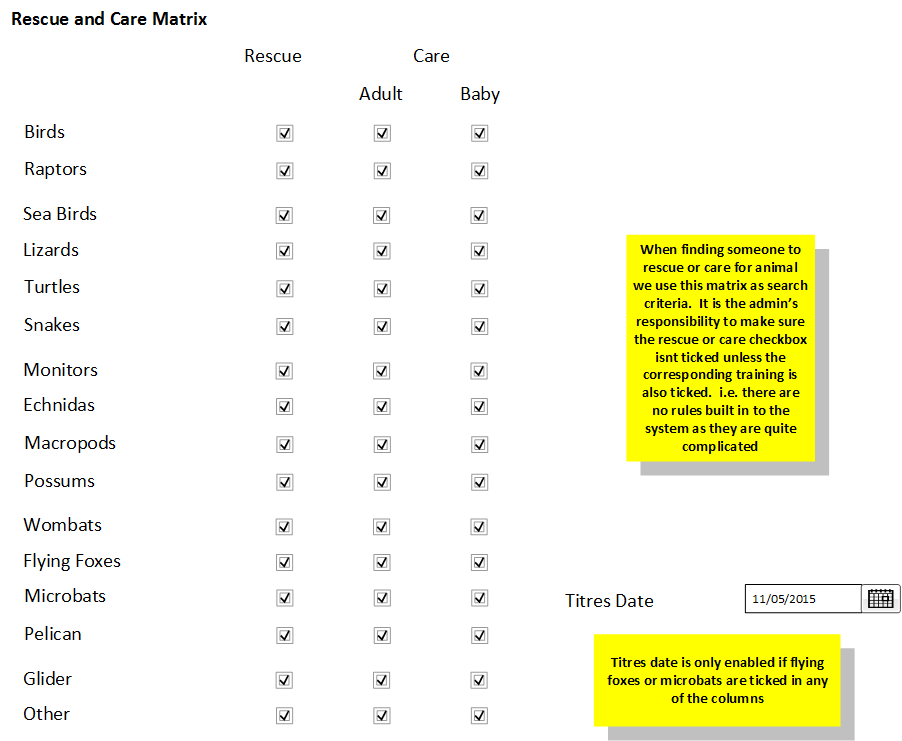 Rescue and Care Matrix
Rescue Care
Adult Baby
Birds
Raptors
Sea Birds
Lizards
Turtles
Snakes
Monitors
Echnidas
Macropods
Possums
Wombats
Flying Foxes
Microbats
Pelican
Glider
Other
When finding someone to
rescue or care for animal
we use this matrix as search
criteria. It is the admin's
responsibility to make sure
the rescue or care checkbox
isnt ticked unless the
corresponding training is
also ticked. i.e. there are
no rules built in to the
system as they are quite
complicated
Titres Date 11/05/2015
Titres date is only enabled if flying
foxes or microbats are ticked in any
of the columns